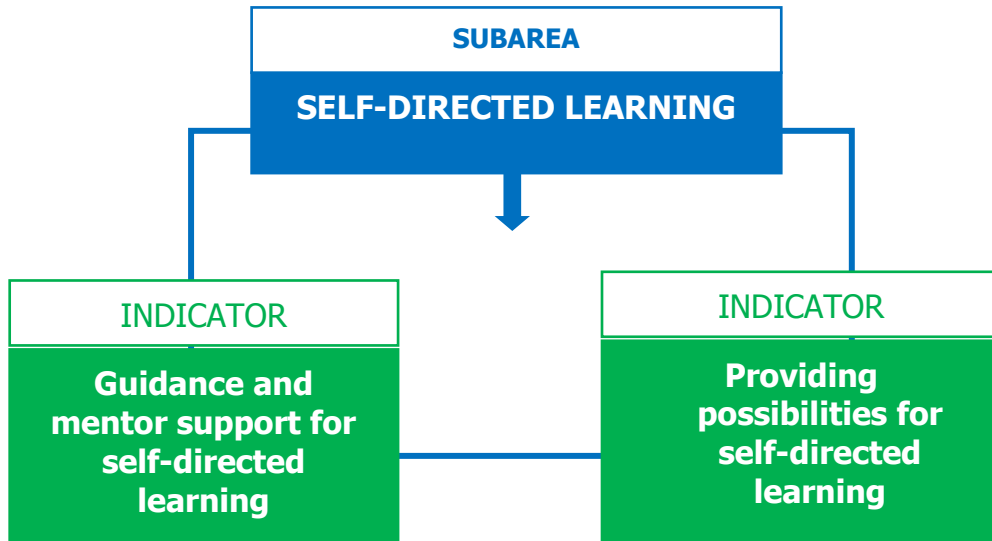 SUBAREA
SELF-DIRECTED LEARNING
INDICATOR
Guidance and
mentor support for
self-directed
learning
INDICATOR
Providing
possibilities for
self-directed
learning